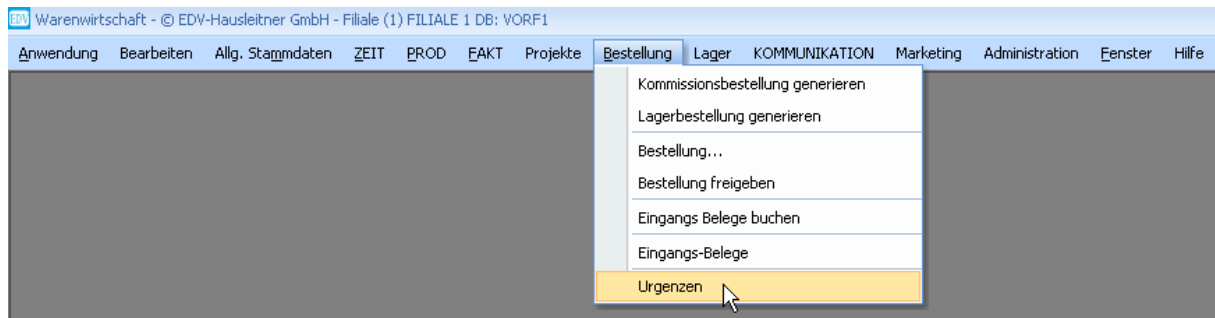 EDV Warenwirtschaft - © EDV-Hausleitner GmbH - Filiale (1) FILIALE 1 DB: VORF1
Anwendung Bearbeiten Allg. Stammdaten ZEIT PROD FAKT Projekte Bestellung Lager KOMMUNIKATION Marketing Administration Fenster Hilfe
Kommissionsbestellung generieren
Lagerbestellung generieren
Bestellung...
Bestellung freigeben
Eingangs Belege buchen
Eingangs-Belege
Urgenzen